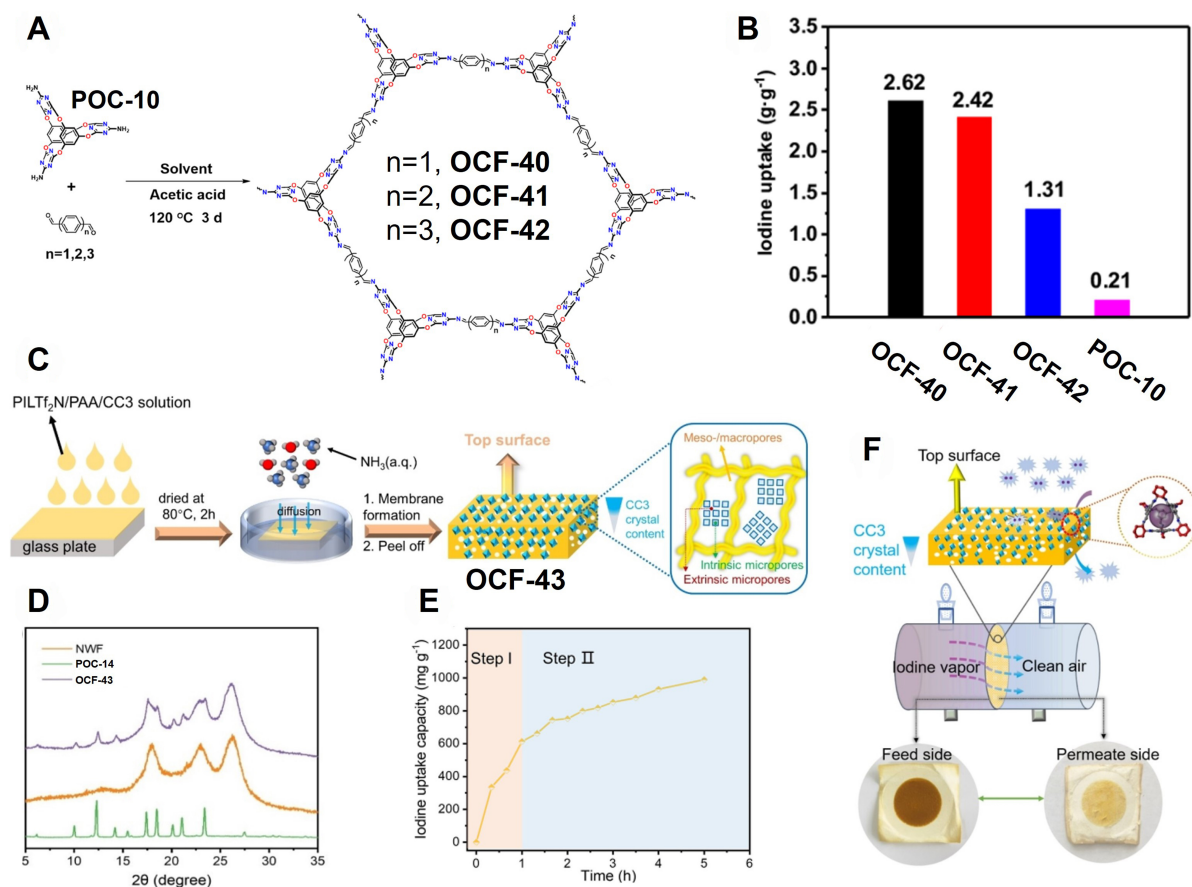 A
POC-10
H₂N
NH₂
H₂N
+
n
n=1,2,3
Solvent
Acetic acid
120 °C 3 d
n=1, OCF-40
n=2, OCF-41
n=3, OCF-42
B
Iodine uptake (g·g⁻¹)
3.5
3.0
2.5
2.0
1.5
1.0
0.5
0.0
2.62
2.42
1.31
0.21
OCF-40
OCF-41
OCF-42
POC-10
C
PILTf₂N/PAA/CC3 solution
glass plate
dried at
80°C, 2h
NH₃(a.q.)
diffusion
1. Membrane
formation
2. Peel off
Top surface
OCF-43
CC3
crystal
content
Meso-/macropores
Intrinsic micropores
Extrinsic micropores
D
NWF
POC-14
OCF-43
5 10 15 20 25 30 35
2θ (degree)
E
Iodine uptake capacity (mg g⁻¹)
1200
1000
800
600
400
200
0
Step I
Step II
0 1 2 3 4 5 6
Time (h)
F
Top surface
CC3
crystal
content
Iodine vapor
Clean air
Feed side
Permeate side